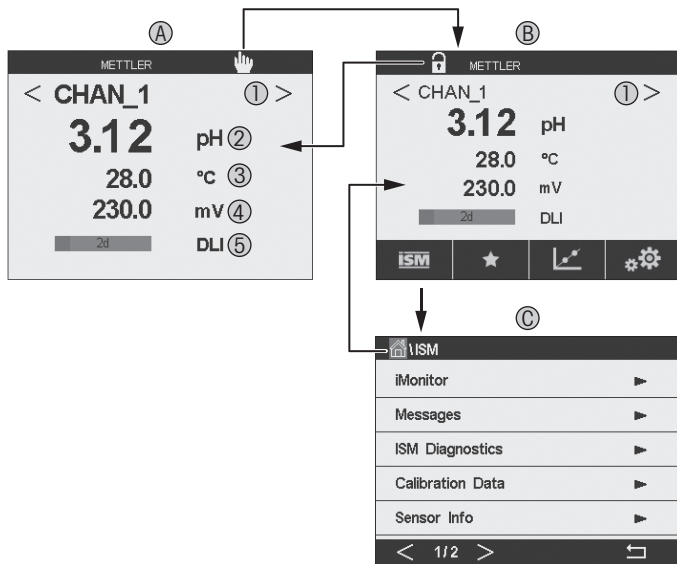 A
METTLER
< CHAN_1 1 >
3.12 pH 2
28.0 °C 3
230.0 mV 4
2d DLI 5
B
METTLER
< CHAN_1 1 >
3.12 pH
28.0 °C
230.0 mV
2d DLI
ISM
C
\ISM
iMonitor
Messages
ISM Diagnostics
Calibration Data
Sensor Info
< 1/2 >